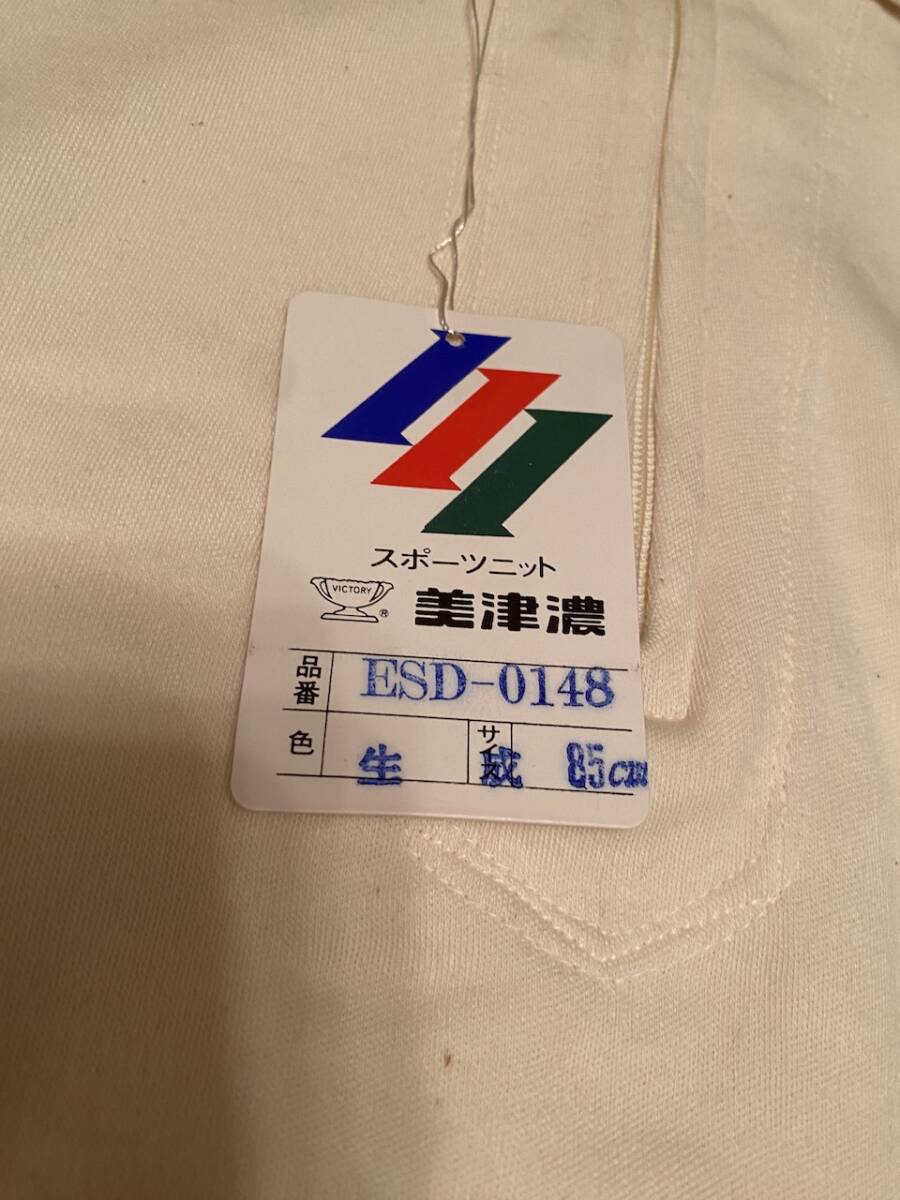 スポーツニット
VICTORY ® 美津濃
品番 ESD-0148
色 生成 サイズ 85cm